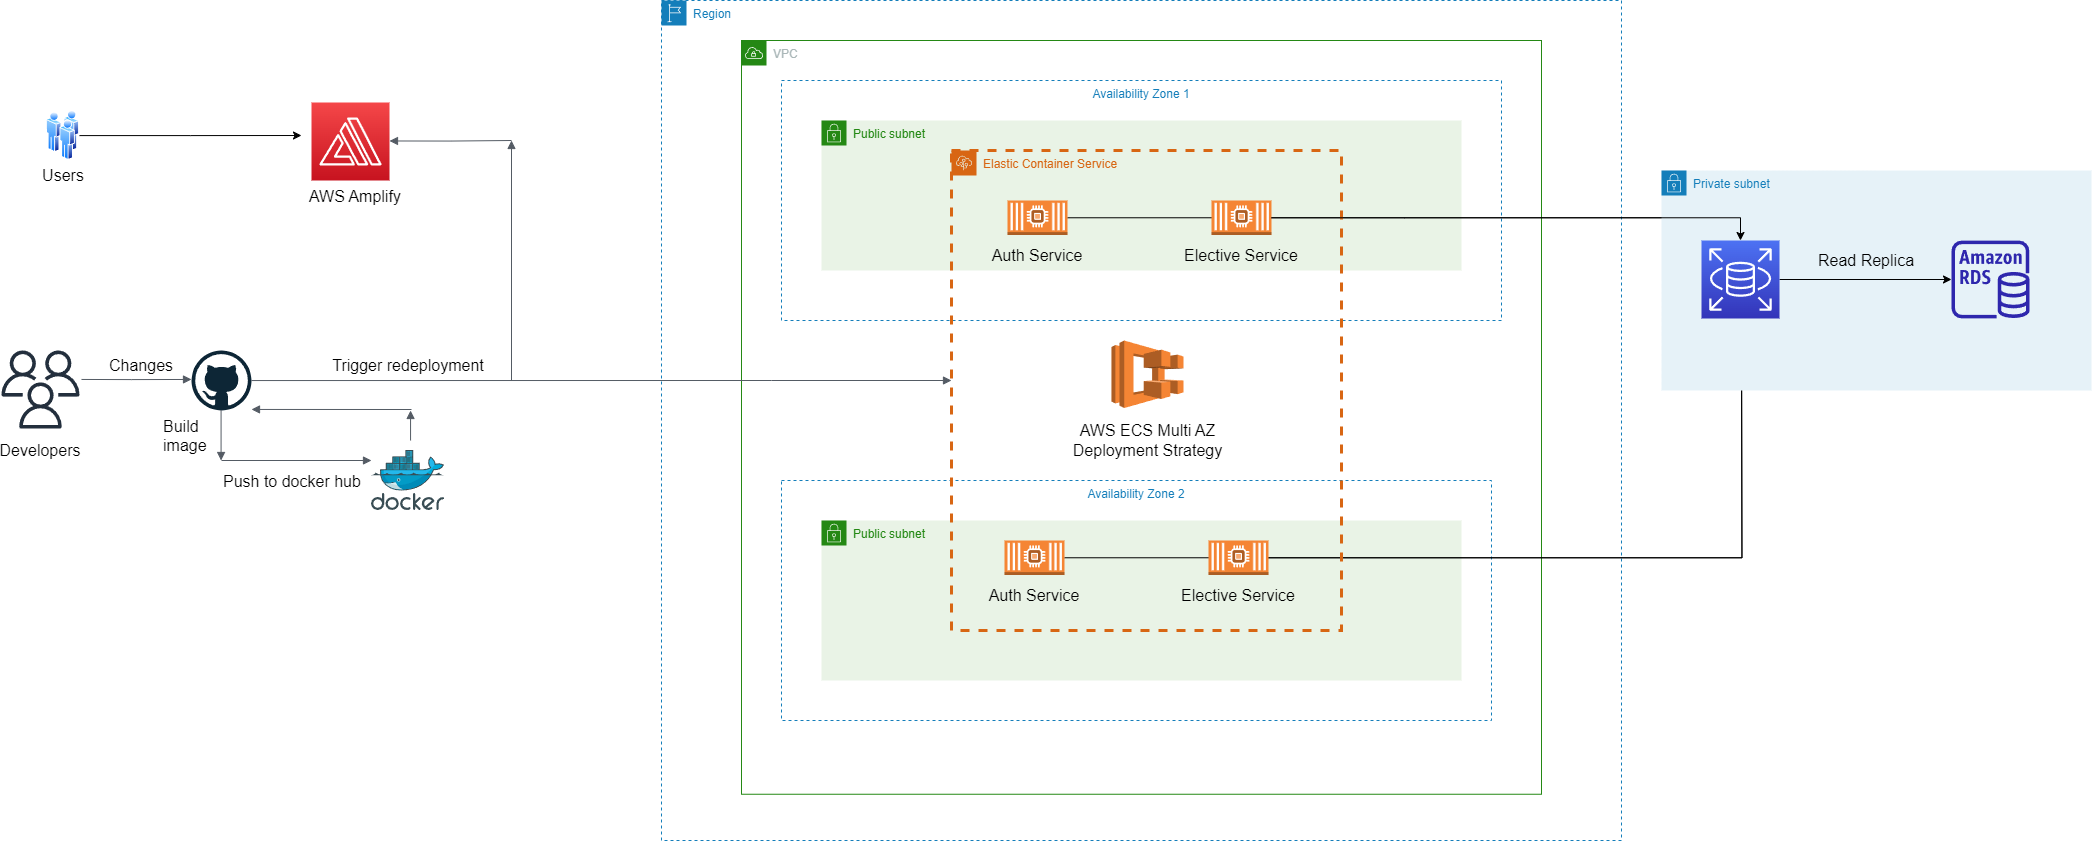 Region
VPC
Availability Zone 1
Public subnet
Elastic Container Service
Auth Service
Elective Service
Users
AWS Amplify
Private subnet
Read Replica
Amazon
RDS
Developers
Changes
Trigger redeployment
Build
image
Push to docker hub
docker
AWS ECS Multi AZ
Deployment Strategy
Availability Zone 2
Public subnet
Auth Service
Elective Service